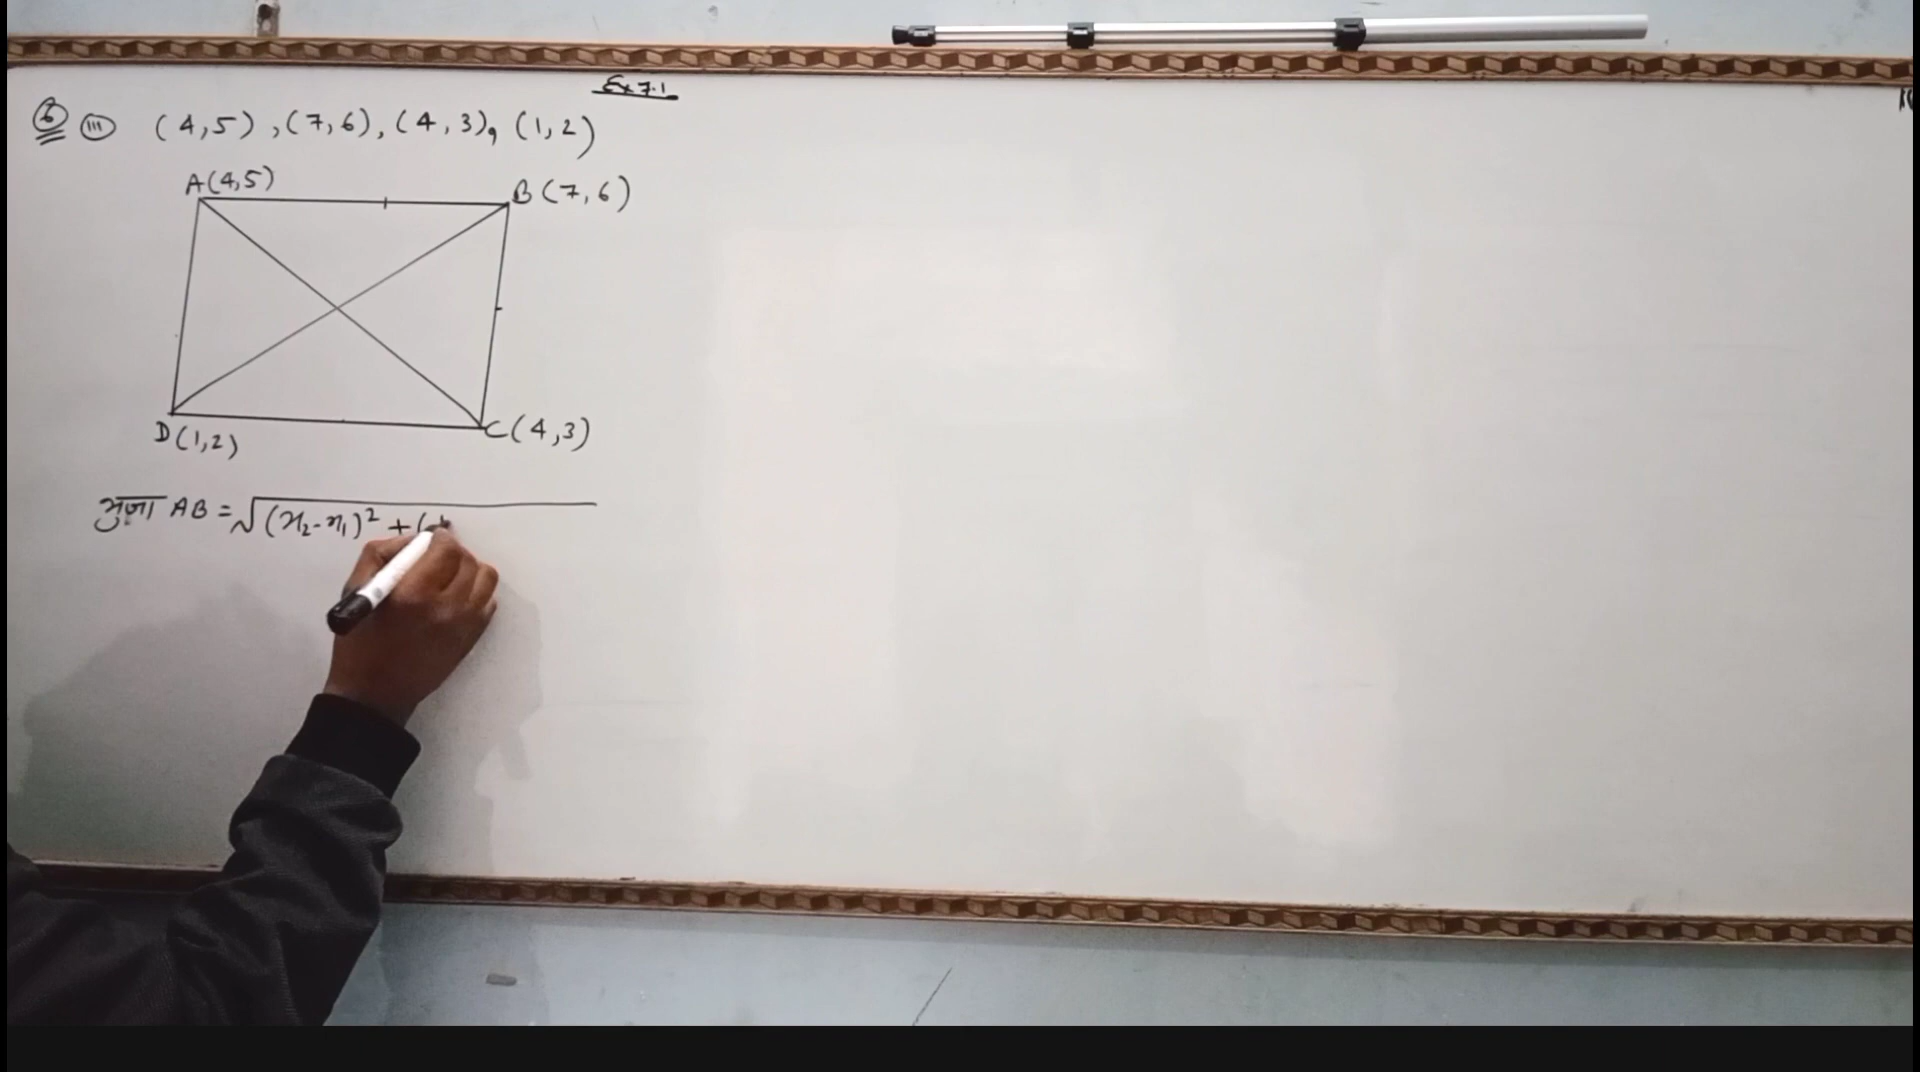 Ex 7.1
6 (iii) (4,5), (7,6), (4,3), (1,2)
A(4,5)
B(7,6)
D(1,2)
C(4,3)
भुजा AB = √(x₂-x₁)² + (